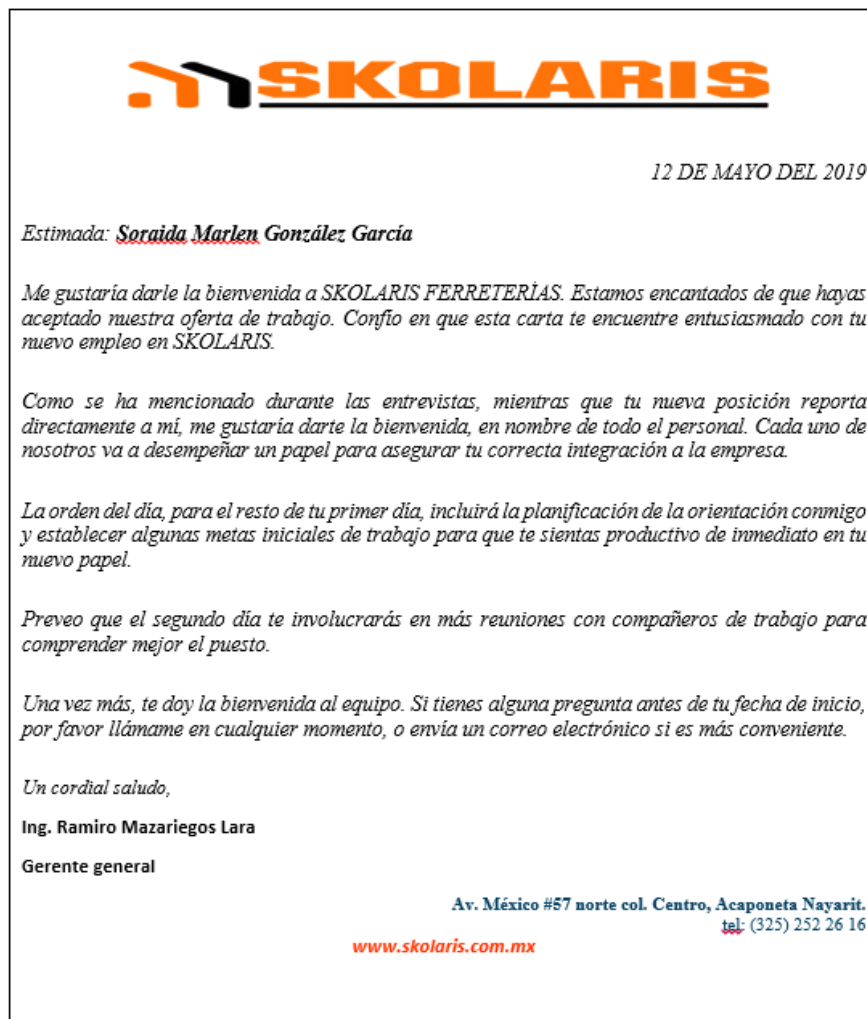 SKOLARIS
12 DE MAYO DEL 2019
Estimada: Soraida Marlen González García
Me gustaría darle la bienvenida a SKOLARIS FERRETERÍAS. Estamos encantados de que hayas
aceptado nuestra oferta de trabajo. Confío en que esta carta te encuentre entusiasmado con tu
nuevo empleo en SKOLARIS.
Como se ha mencionado durante las entrevistas, mientras que tu nueva posición reporta
directamente a mí, me gustaría darte la bienvenida, en nombre de todo el personal. Cada uno de
nosotros va a desempeñar un papel para asegurar tu correcta integración a la empresa.
La orden del día, para el resto de tu primer día, incluirá la planificación de la orientación conmigo
y establecer algunas metas iniciales de trabajo para que te sientas productivo de inmediato en tu
nuevo papel.
Preveo que el segundo día te involucrarás en más reuniones con compañeros de trabajo para
comprender mejor el puesto.
Una vez más, te doy la bienvenida al equipo. Si tienes alguna pregunta antes de tu fecha de inicio,
por favor llámame en cualquier momento, o envía un correo electrónico si es más conveniente.
Un cordial saludo,
Ing. Ramiro Mazariegos Lara
Gerente general
Av. México #57 norte col. Centro, Acaponeta Nayarit.
tel: (325) 252 26 16
www.skolaris.com.mx